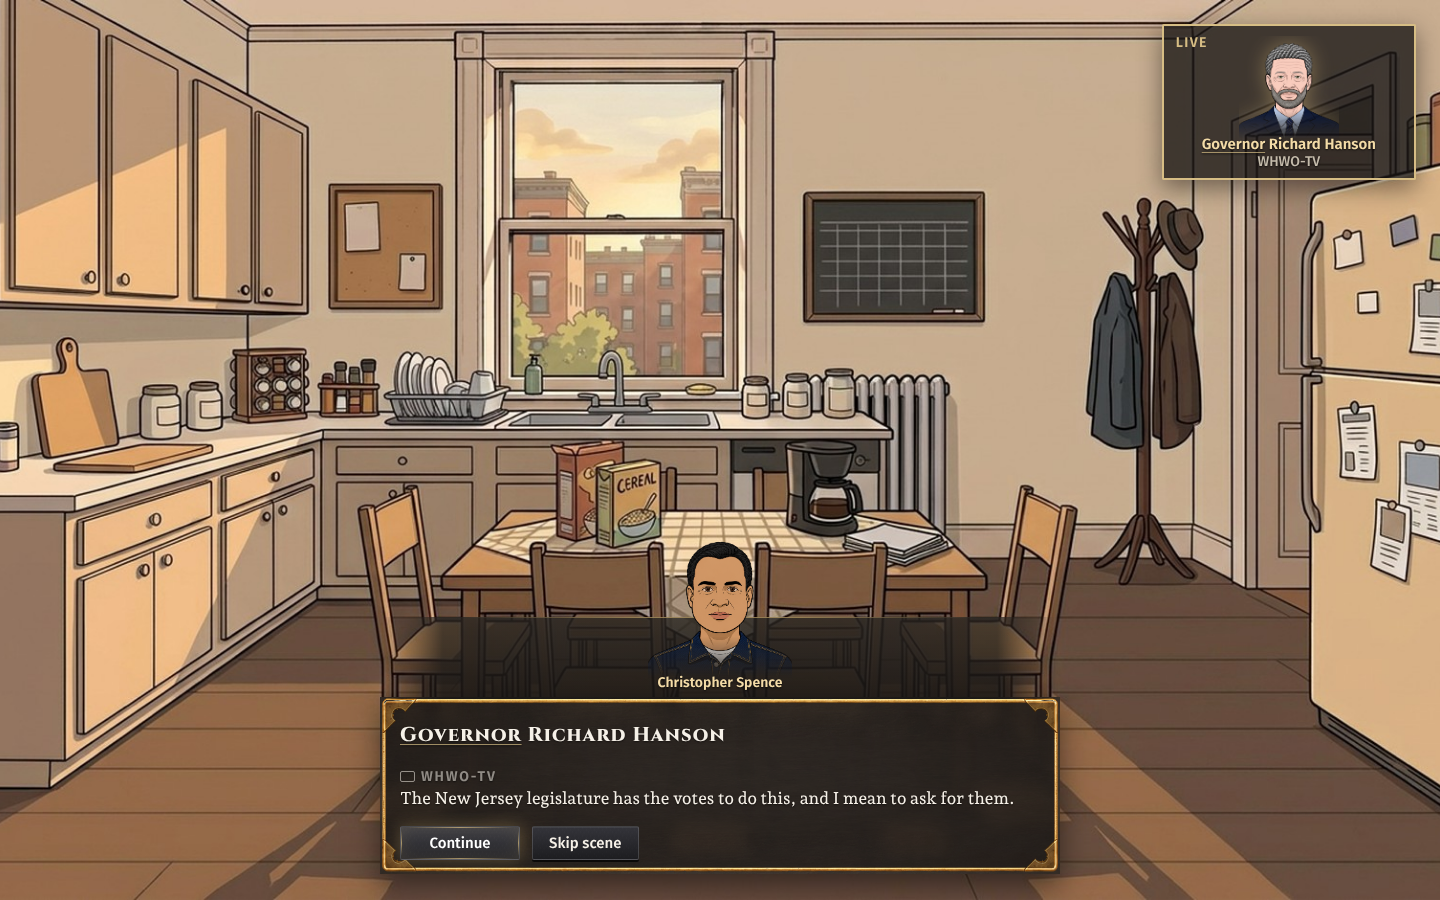 LIVE
Governor Richard Hanson
WHWO-TV
CEREAL
Christopher Spence
Governor Richard Hanson
WHWO-TV
The New Jersey legislature has the votes to do this, and I mean to ask for them.
Continue
Skip scene